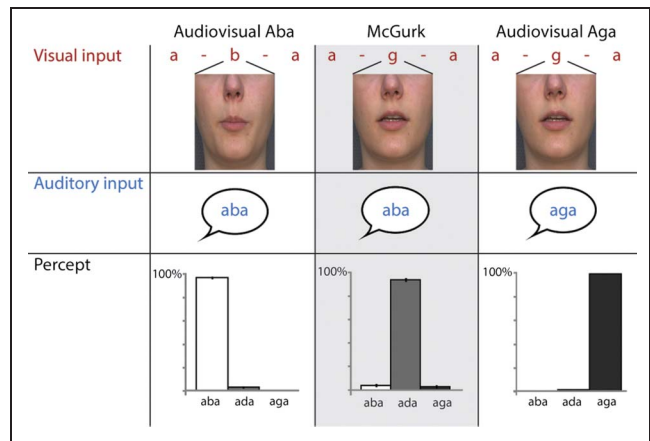 Audiovisual Aba McGurk Audiovisual Aga
Visual input a - b - a a - g - a a - g - a
Auditory input
aba aba aga
Percept
100% 100% 100%
aba ada aga aba ada aga aba ada aga